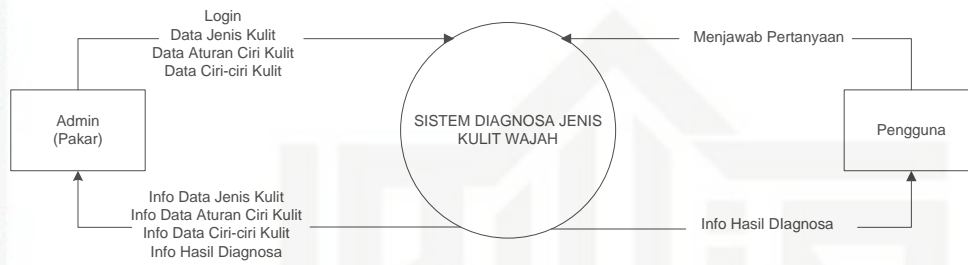 Login
Data Jenis Kulit
Data Aturan Ciri Kulit
Data Ciri-ciri Kulit
Menjawab Pertanyaan
Admin
(Pakar)
SISTEM DIAGNOSA JENIS
KULIT WAJAH
Pengguna
Info Data Jenis Kulit
Info Data Aturan Ciri Kulit
Info Data Ciri-ciri Kulit
Info Hasil DIagnosa
Info Hasil DIagnosa